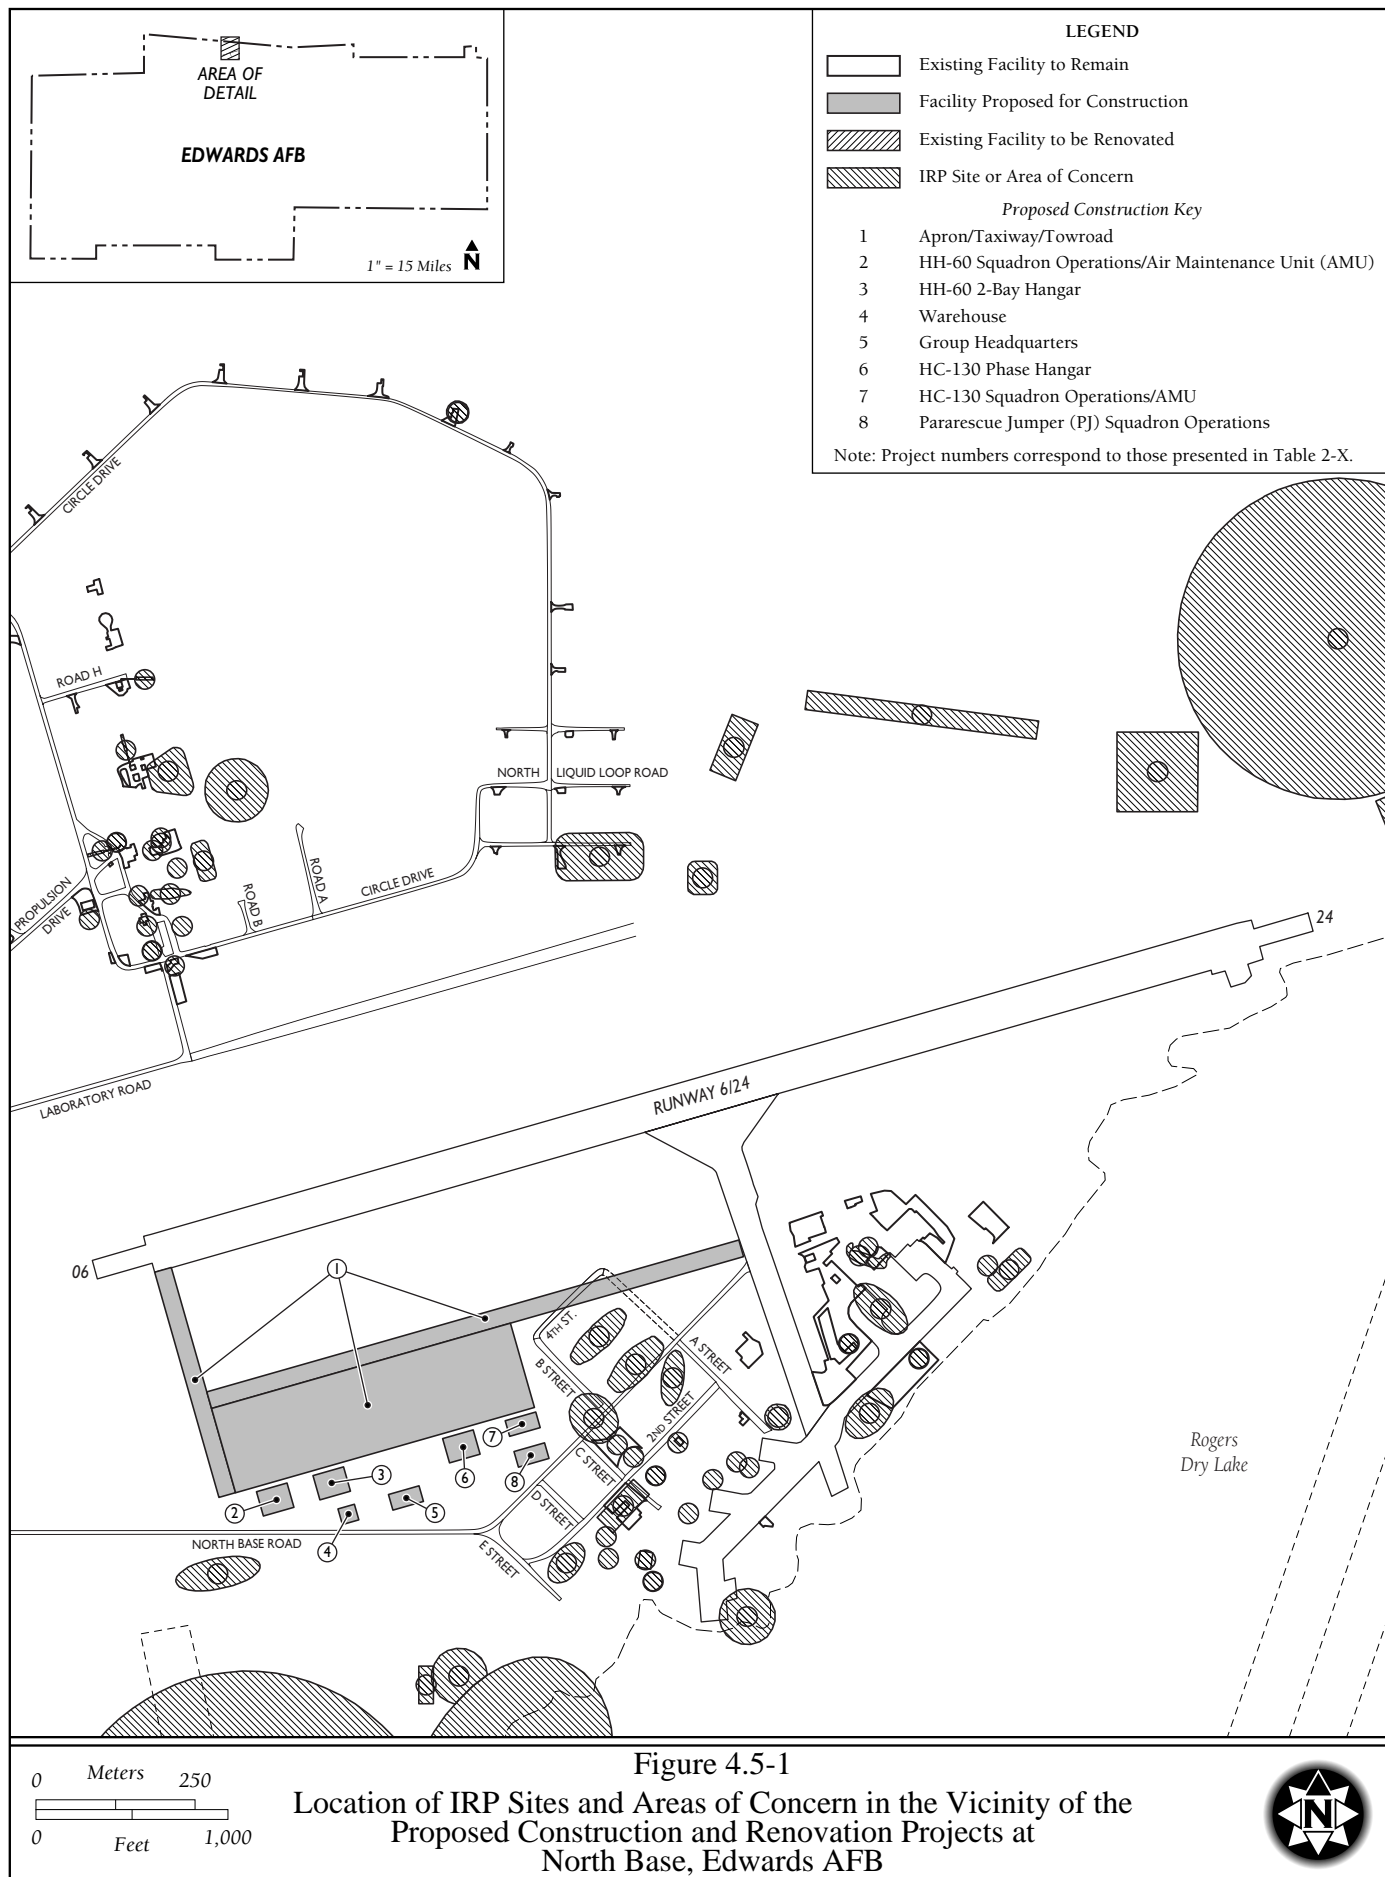 AREA OF
DETAIL
EDWARDS AFB
1" = 15 Miles
N
LEGEND
Existing Facility to Remain
Facility Proposed for Construction
Existing Facility to be Renovated
IRP Site or Area of Concern
Proposed Construction Key
1 Apron/Taxiway/Towroad
2 HH-60 Squadron Operations/Air Maintenance Unit (AMU)
3 HH-60 2-Bay Hangar
4 Warehouse
5 Group Headquarters
6 HC-130 Phase Hangar
7 HC-130 Squadron Operations/AMU
8 Pararescue Jumper (PJ) Squadron Operations
Note: Project numbers correspond to those presented in Table 2-X.
CIRCLE DRIVE
ROAD H
NORTH LIQUID LOOP ROAD
PROPULSION
DRIVE
ROAD B
ROAD A
CIRCLE DRIVE
24
LABORATORY ROAD
RUNWAY 6/24
06
1
4TH ST.
A STREET
B STREET
2ND STREET
C STREET
D STREET
E STREET
7
6
8
3
2
5
4
NORTH BASE ROAD
Rogers
Dry Lake
0 Meters 250
0 Feet 1,000
Figure 4.5-1
Location of IRP Sites and Areas of Concern in the Vicinity of the
Proposed Construction and Renovation Projects at
North Base, Edwards AFB
N